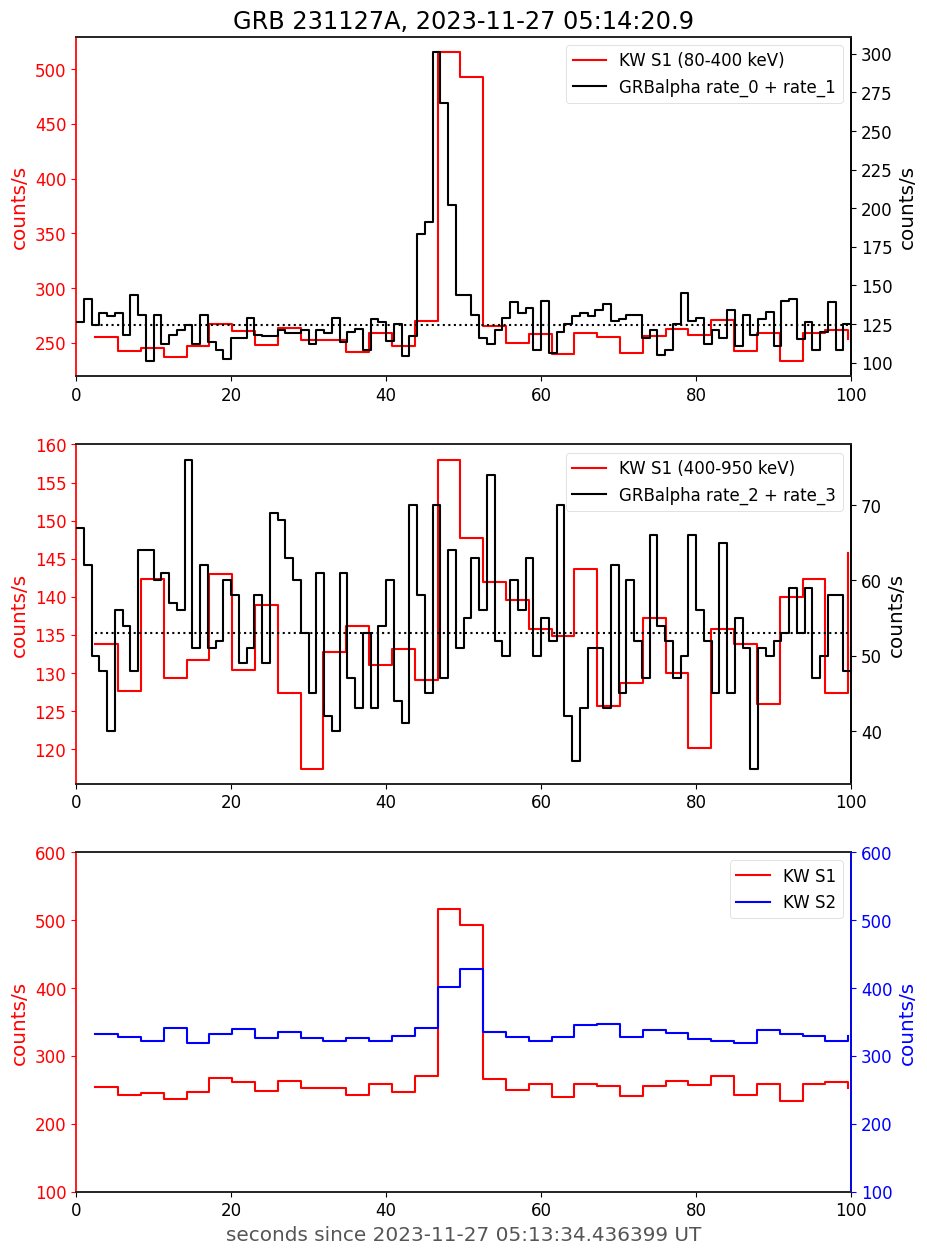 GRB 231127A, 2023-11-27 05:14:20.9
KW S1 (80-400 keV)
GRBalpha rate_0 + rate_1
counts/s
500
450
400
350
300
250
300
275
250
225
200
175
150
125
100
counts/s
0 20 40 60 80 100
KW S1 (400-950 keV)
GRBalpha rate_2 + rate_3
counts/s
160
155
150
145
140
135
130
125
120
70
60
50
40
counts/s
0 20 40 60 80 100
KW S1
KW S2
counts/s
600
500
400
300
200
100
600
500
400
300
200
100
counts/s
0 20 40 60 80 100
seconds since 2023-11-27 05:13:34.436399 UT